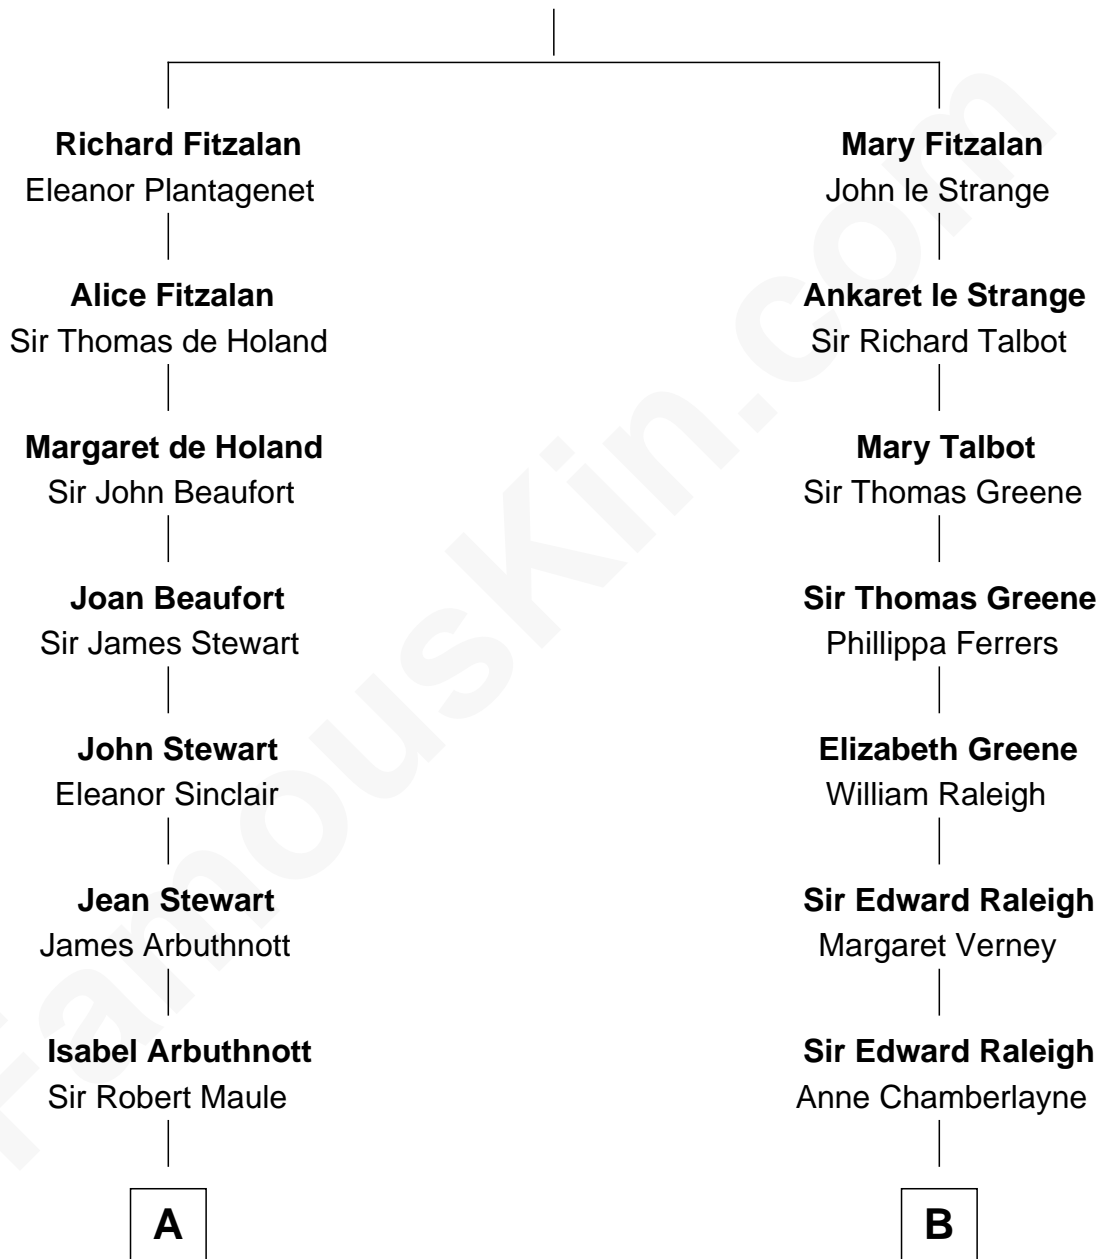 Richard Fitzalan
Eleanor Plantagenet
Alice Fitzalan
Sir Thomas de Holand
Margaret de Holand
Sir John Beaufort
Joan Beaufort
Sir James Stewart
John Stewart
Eleanor Sinclair
Jean Stewart
James Arbuthnott
Isabel Arbuthnott
Sir Robert Maule
A
Mary Fitzalan
John le Strange
Ankaret le Strange
Sir Richard Talbot
Mary Talbot
Sir Thomas Greene
Sir Thomas Greene
Phillippa Ferrers
Elizabeth Greene
William Raleigh
Sir Edward Raleigh
Margaret Verney
Sir Edward Raleigh
Anne Chamberlayne
B
FamousKin.com